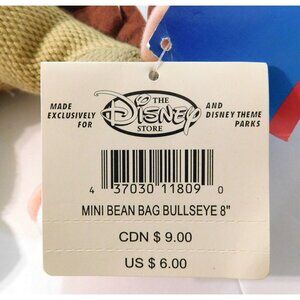 MADE EXCLUSIVELY FOR
THE
DISNEY
STORE
AND DISNEY THEME PARKS
4 37030 11809 0
MINI BEAN BAG BULLSEYE 8"
CDN $ 9.00
US $ 6.00